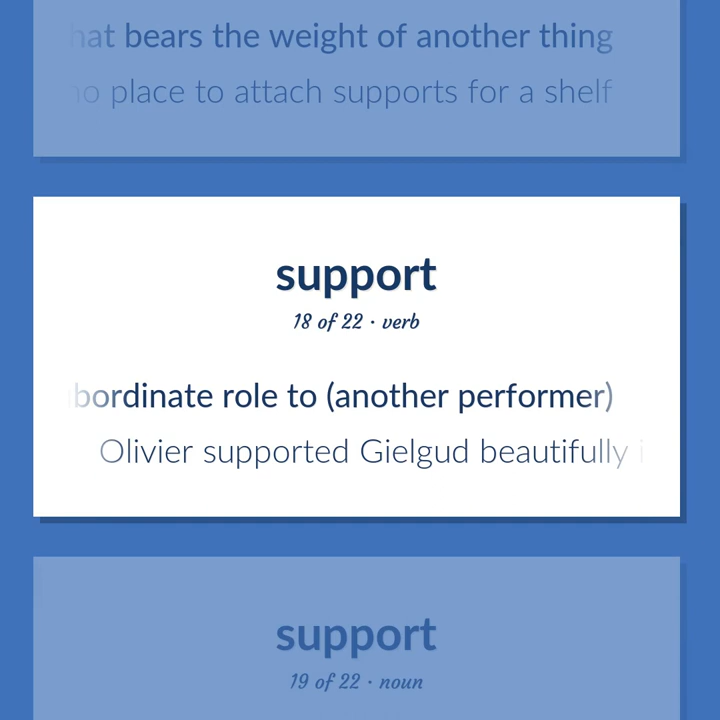 bears the weight of another thing
place to attach supports for a shelf
support
18 of 22 · verb
bordinate role to (another performer)
Olivier supported Gielgud beautifully
support
19 of 22 · noun